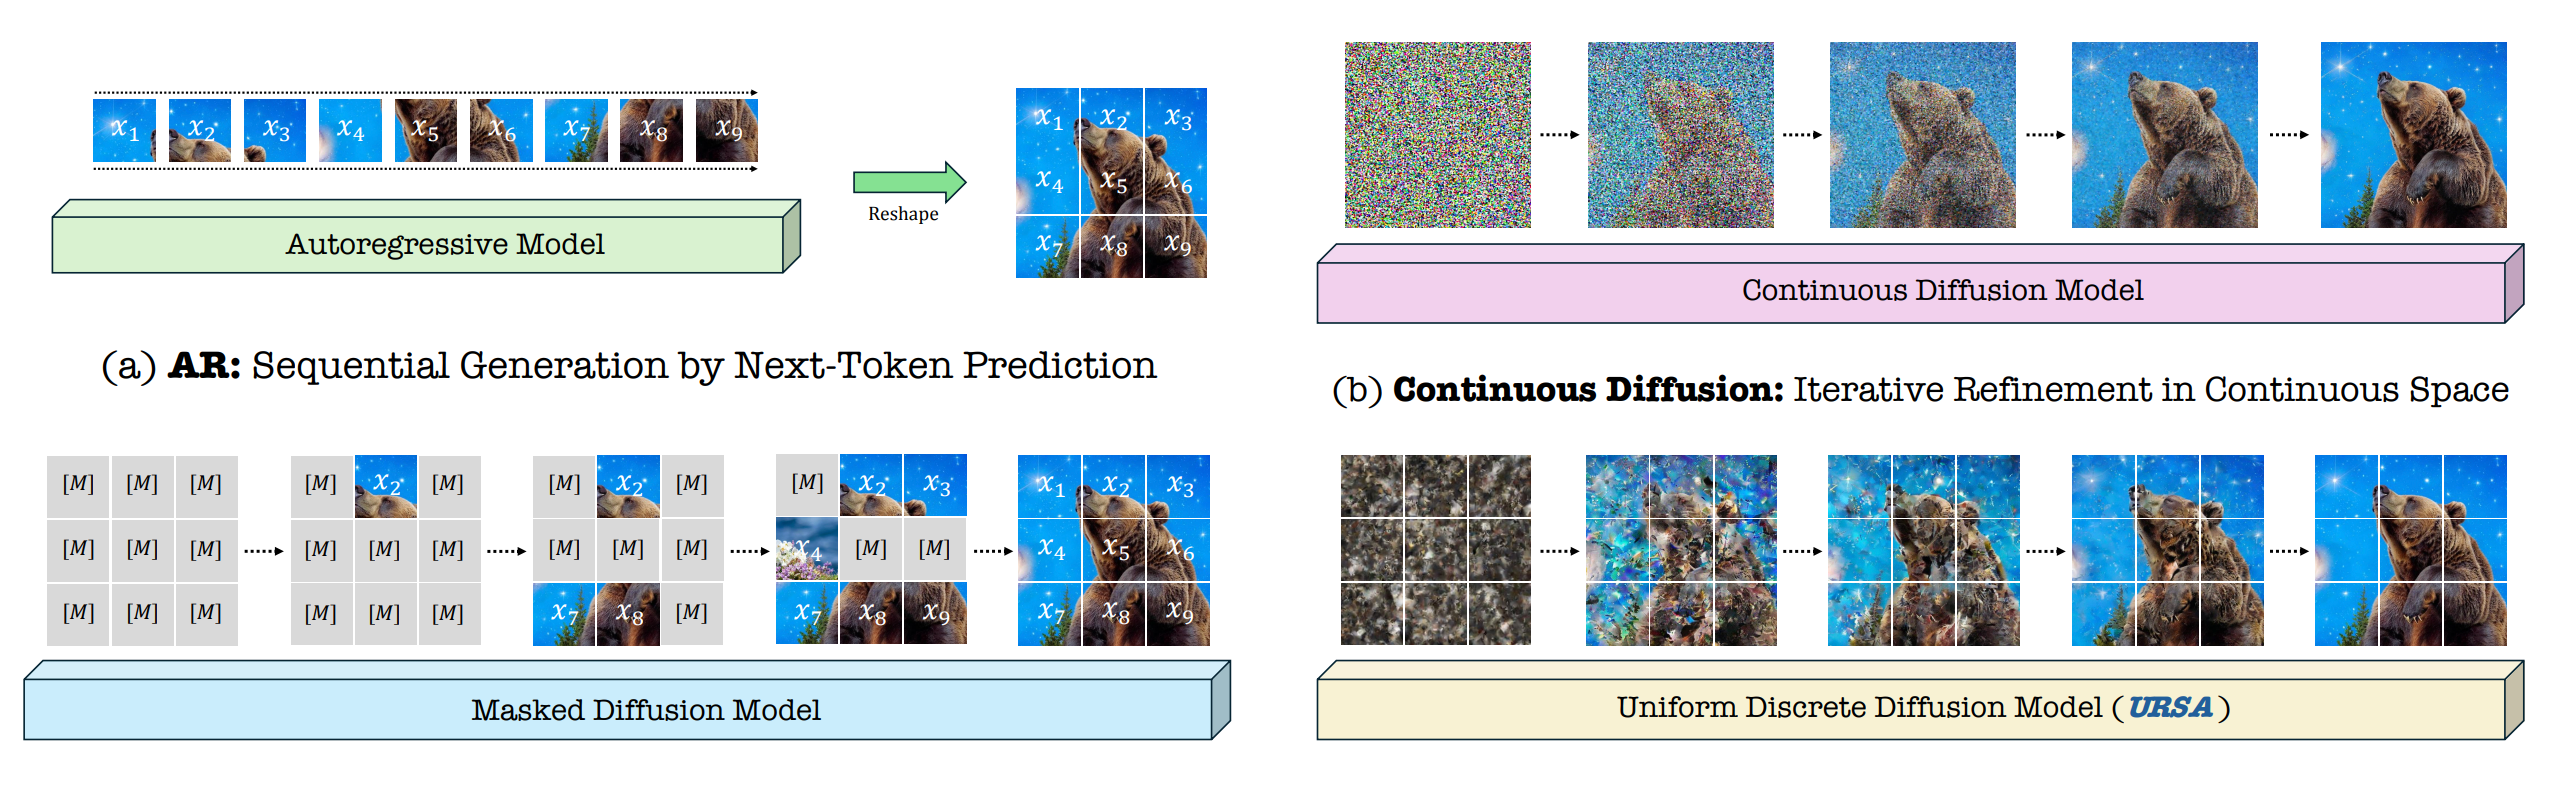 x1 x2 x3 x4 x5 x6 x7 x8 x9
Reshape
x1 x2 x3
x4 x5 x6
x7 x8 x9
Autoregressive Model
(a) AR: Sequential Generation by Next-Token Prediction
Continuous Diffusion Model
(b) Continuous Diffusion: Iterative Refinement in Continuous Space
[M] [M] [M]
[M] [M] [M]
[M] [M] [M]
[M] x2 [M]
[M] [M] [M]
[M] [M] [M]
[M] x2 [M]
[M] [M] [M]
x7 x8 [M]
[M] x2 x3
x4 [M] [M]
x7 x8 x9
x1 x2 x3
x4 x5 x6
x7 x8 x9
Masked Diffusion Model
Uniform Discrete Diffusion Model (URSA)